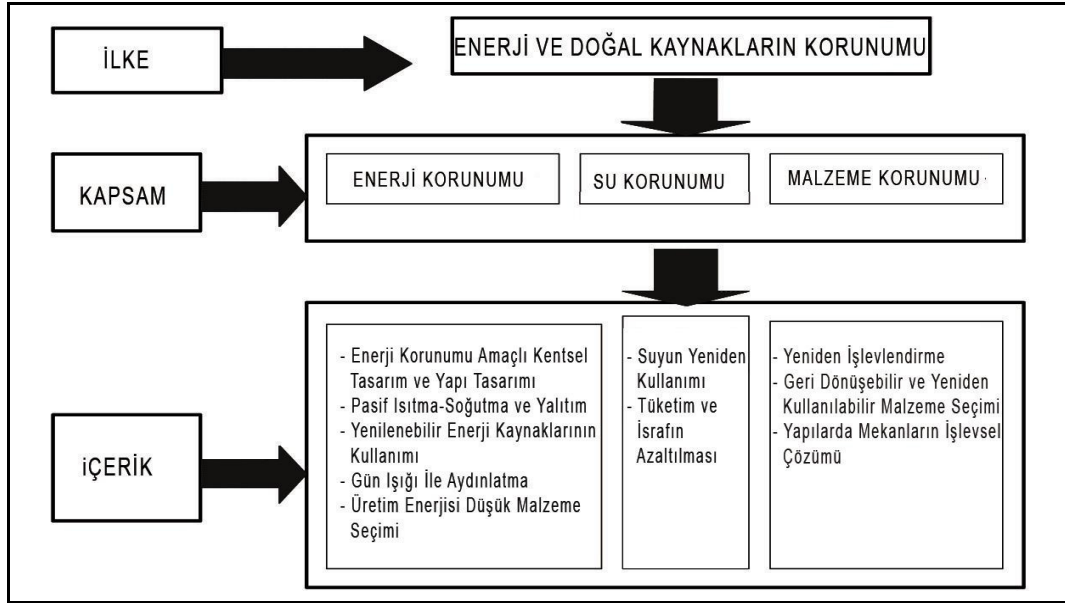 İLKE
ENERJİ VE DOĞAL KAYNAKLARIN KORUNUMU
KAPSAM
ENERJİ KORUNUMU
SU KORUNUMU
MALZEME KORUNUMU
iÇERİK
- Enerji Korunumu Amaçlı Kentsel
Tasarım ve Yapı Tasarımı
- Pasif Isıtma-Soğutma ve Yalıtım
- Yenilenebilir Enerji Kaynaklarının
Kullanımı
- Gün Işığı İle Aydınlatma
- Üretim Enerjisi Düşük Malzeme
Seçimi
- Suyun Yeniden
Kullanımı
- Tüketim ve
İsrafın
Azaltılması
- Yeniden İşlevlendirme
- Geri Dönüşebilir ve Yeniden
Kullanılabilir Malzeme Seçimi
- Yapılarda Mekanların İşlevsel
Çözümü